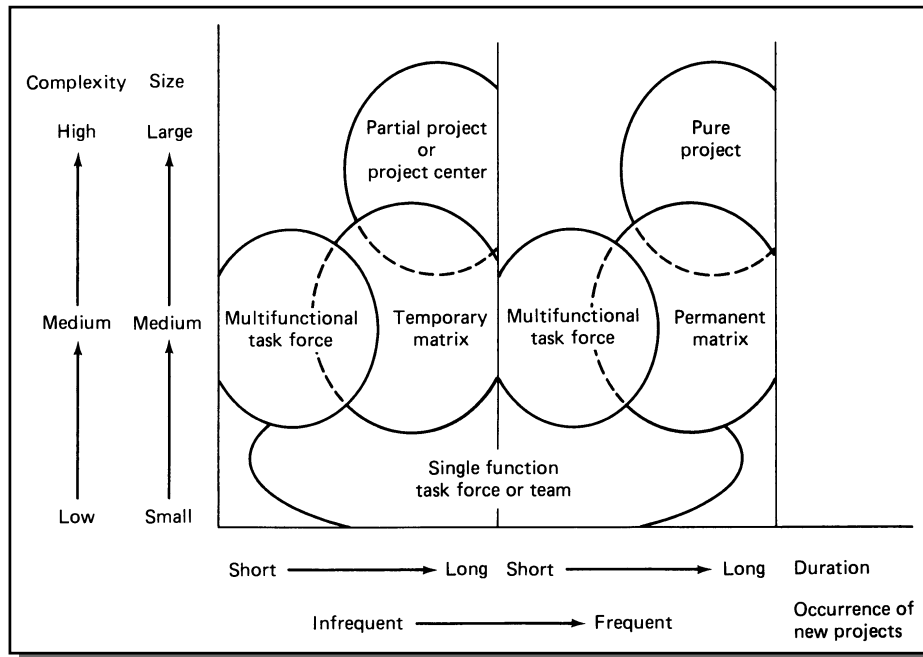 Complexity Size
High Large
Partial project
or
project center
Pure
project
Medium Medium
Multifunctional
task force
Temporary
matrix
Multifunctional
task force
Permanent
matrix
Single function
task force or team
Low Small
Short Long Short Long Duration
Infrequent Frequent Occurrence of
new projects